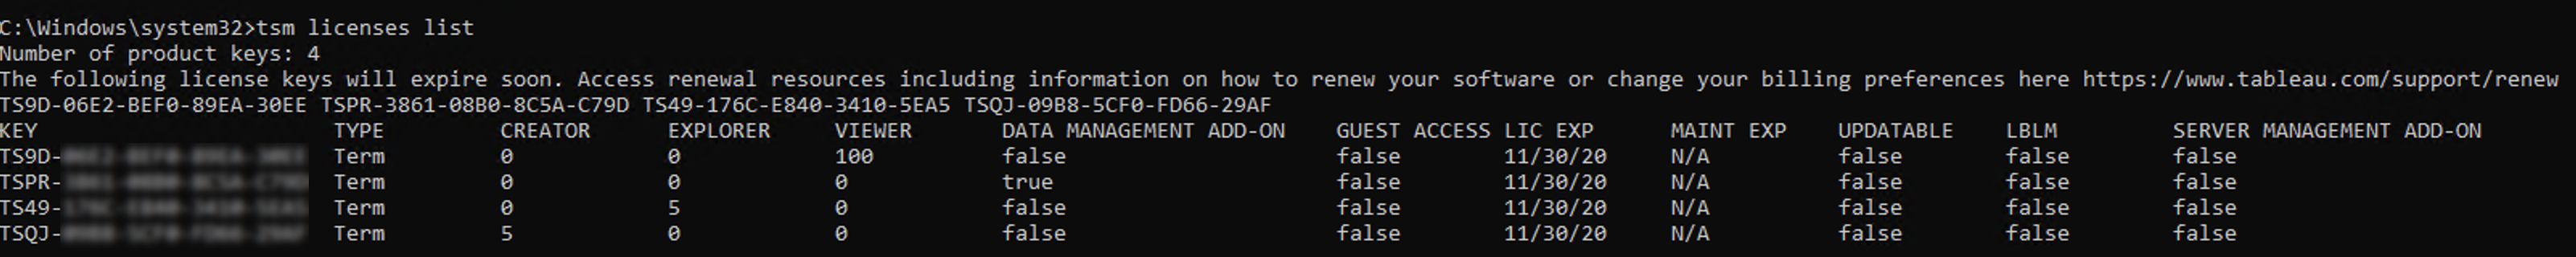 C:\Windows\system32>tsm licenses list
Number of product keys: 4
The following license keys will expire soon. Access renewal resources including information on how to renew your software or change your billing preferences here https://www.tableau.com/support/renew
TS9D-06E2-BEF0-89EA-30EE TSPR-3861-08B0-8C5A-C79D TS49-176C-E840-3410-5EA5 TSQJ-09B8-5CF0-FD66-29AF
KEY TYPE CREATOR EXPLORER VIEWER DATA MANAGEMENT ADD-ON GUEST ACCESS LIC EXP MAINT EXP UPDATABLE LBLM SERVER MANAGEMENT ADD-ON
TS9D- Term 0 0 100 false false 11/30/20 N/A false false false
TSPR- Term 0 0 0 true false 11/30/20 N/A false false false
TS49- Term 0 5 0 false false 11/30/20 N/A false false false
TSQJ- Term 5 0 0 false false 11/30/20 N/A false false false